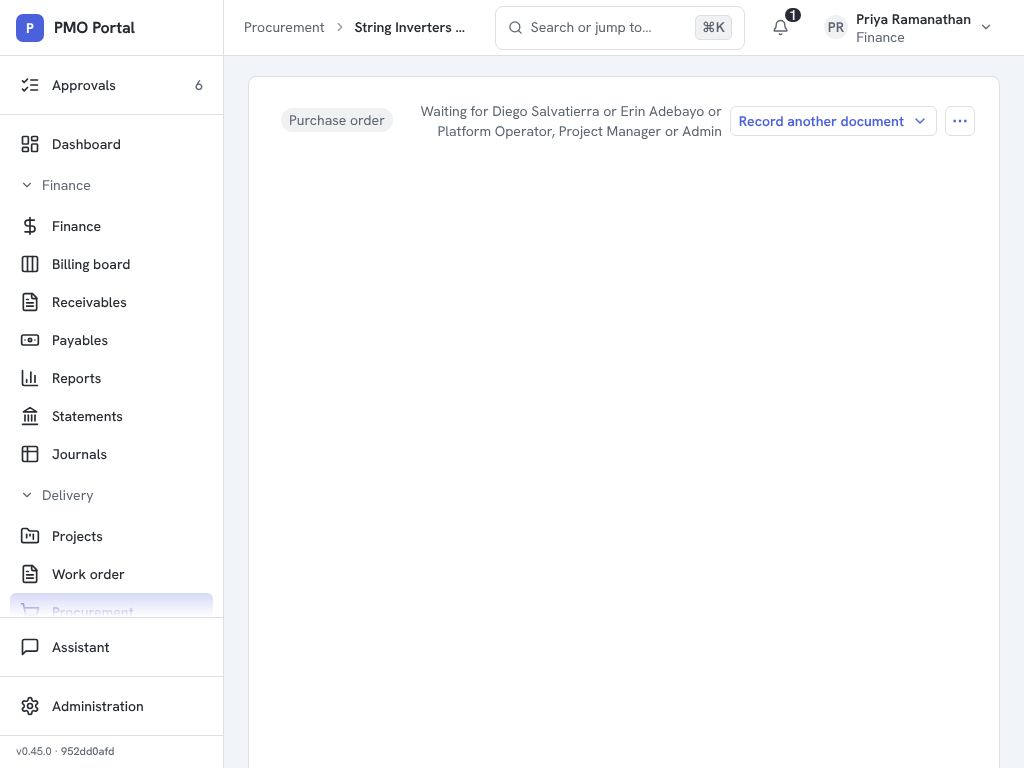 P PMO Portal
Procurement > String Inverters ...
Search or jump to...
⌘K
1
PR
Priya Ramanathan
Finance
Approvals
6
Dashboard
Finance
Finance
Billing board
Receivables
Payables
Reports
Statements
Journals
Delivery
Projects
Work order
Procurement
Assistant
Administration
v0.45.0 · 952dd0afd
Purchase order
Waiting for Diego Salvatierra or Erin Adebayo or
Platform Operator, Project Manager or Admin
Record another document